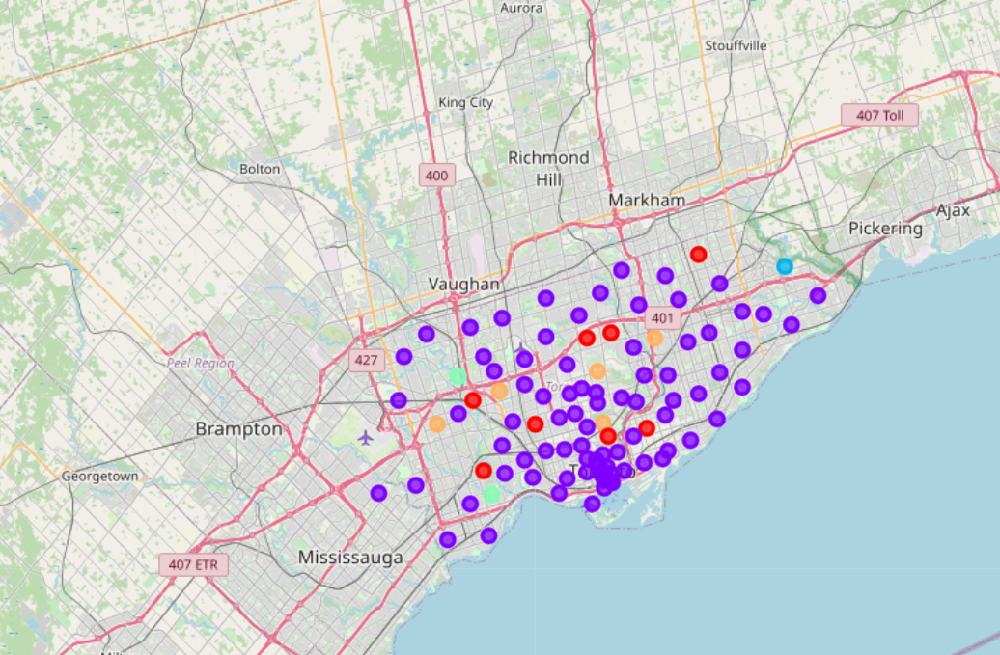 Aurora
Stouffville
King City
407 Toll
Richmond
Hill
Bolton
400
Markham
Ajax
Pickering
Vaughan
401
427
Peel Region
Brampton
Georgetown
Mississauga
407 ETR